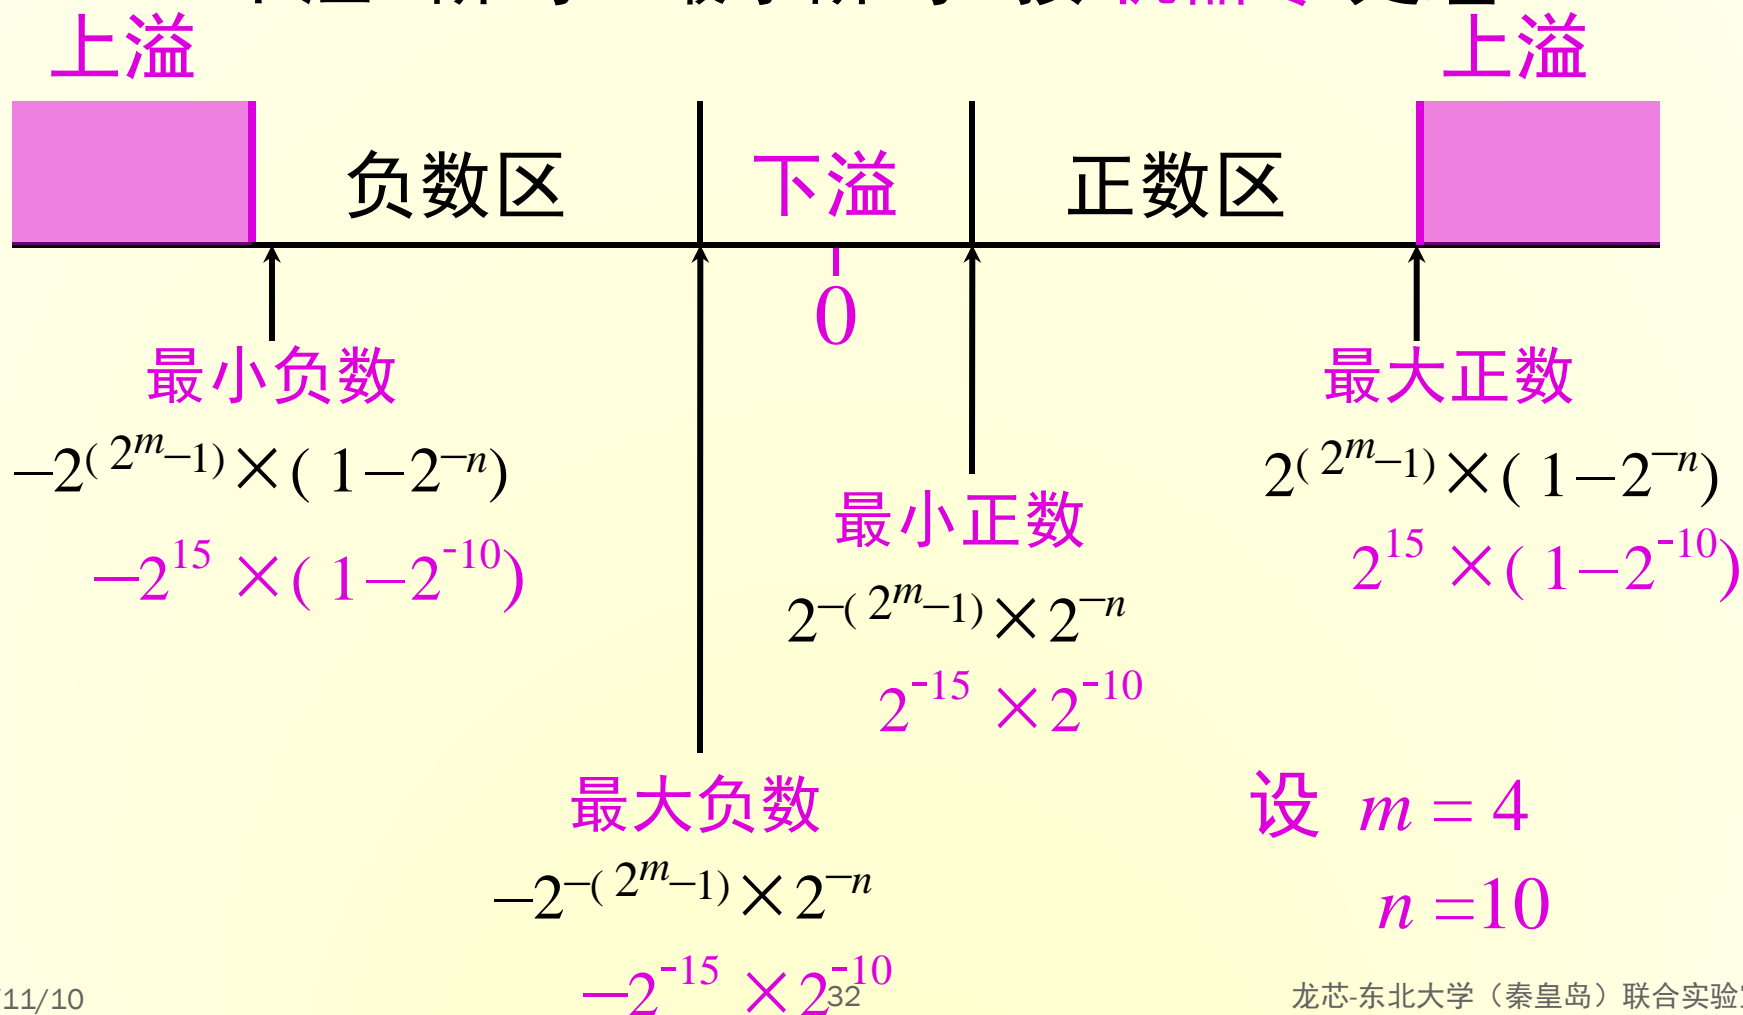 上溢 上溢
负数区 下溢 正数区
0
最小负数 最大正数
−2^(2^m−1)×(1−2^−n) 2^(2^m−1)×(1−2^−n)
−2^15 ×(1−2^-10) 2^15 ×(1−2^-10)
最小正数
2^−(2^m−1)×2^−n
2^-15 ×2^-10
最大负数 设 m = 4
−2^−(2^m−1)×2^−n n =10
−2^-15 ×2^-10
11/10 32 龙芯-东北大学（秦皇岛）联合实验